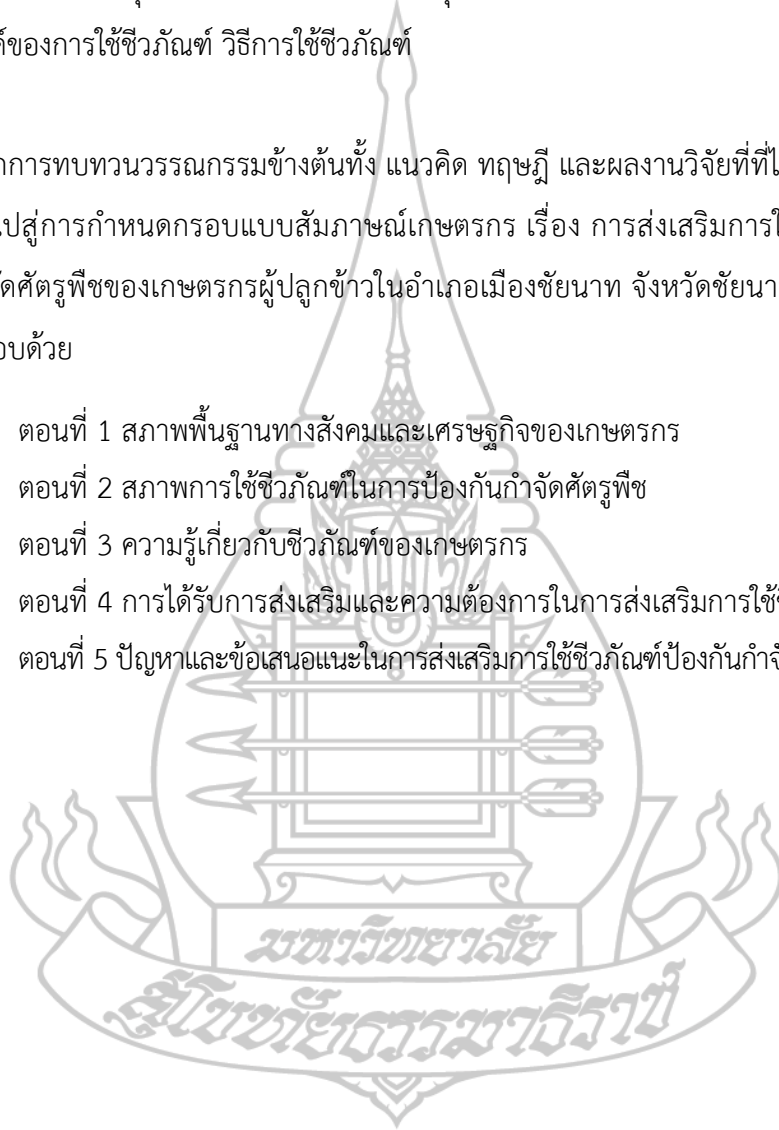 ค์ของการใช้ชีวภัณฑ์ วิธีการใช้ชีวภัณฑ์
การทบทวนวรรณกรรมข้างต้นทั้ง แนวคิด ทฤษฎี และผลงานวิจัยที่ที่ไ
ปสู่การกำหนดกรอบแบบสัมภาษณ์เกษตรกร เรื่อง การส่งเสริมการใ
ัดศัตรูพืชของเกษตรกรผู้ปลูกข้าวในอำเภอเมืองชัยนาท จังหวัดชัยนา
อบด้วย
ตอนที่ 1 สภาพพื้นฐานทางสังคมและเศรษฐกิจของเกษตรกร
ตอนที่ 2 สภาพการใช้ชีวภัณฑ์ในการป้องกันกำจัดศัตรูพืช
ตอนที่ 3 ความรู้เกี่ยวกับชีวภัณฑ์ของเกษตรกร
ตอนที่ 4 การได้รับการส่งเสริมและความต้องการในการส่งเสริมการใช้
ตอนที่ 5 ปัญหาและข้อเสนอแนะในการส่งเสริมการใช้ชีวภัณฑ์ป้องกันกำจั
มหาวิทยาลัย
สุโขทัยธรรมาธิราช